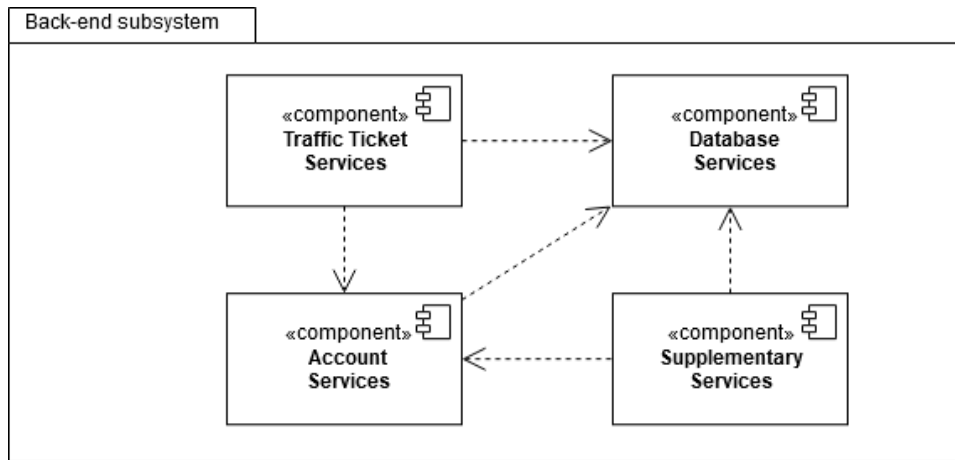 Back-end subsystem
«component»
Traffic Ticket
Services
«component»
Database
Services
«component»
Account
Services
«component»
Supplementary
Services